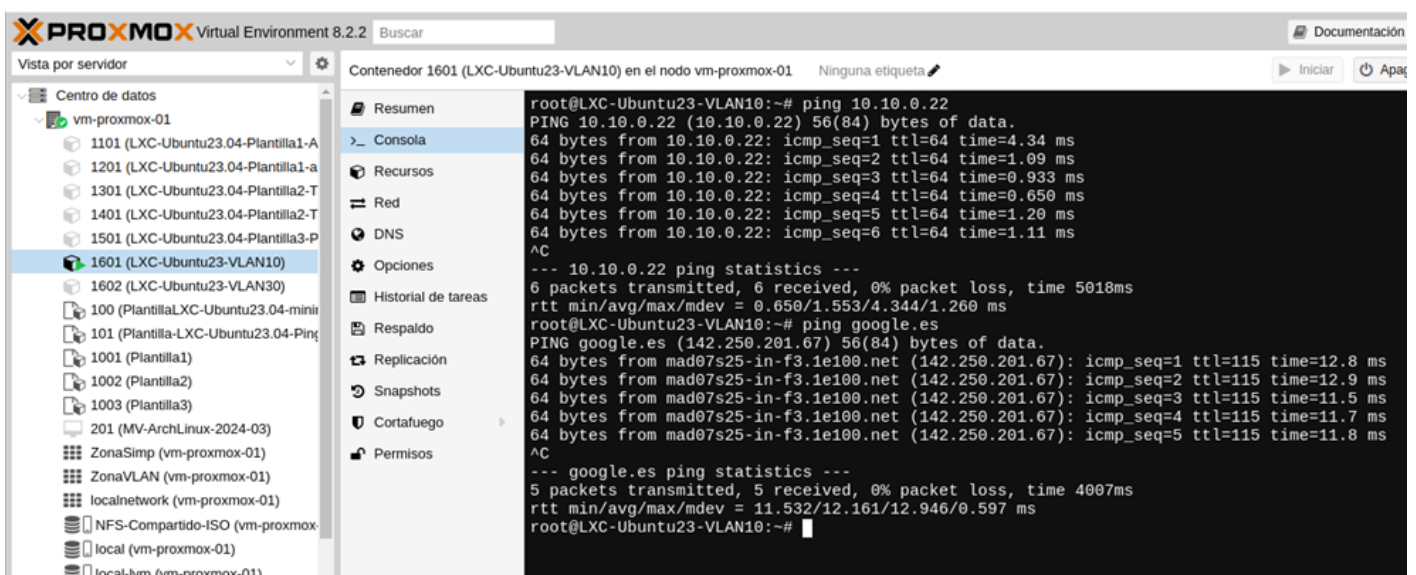 PROXMOX Virtual Environment 8.2.2 Buscar Documentación
Vista por servidor
Contenedor 1601 (LXC-Ubuntu23-VLAN10) en el nodo vm-proxmox-01 Ninguna etiqueta Iniciar Apag
Centro de datos
vm-proxmox-01
1101 (LXC-Ubuntu23.04-Plantilla1-A
1201 (LXC-Ubuntu23.04-Plantilla1-a
1301 (LXC-Ubuntu23.04-Plantilla2-T
1401 (LXC-Ubuntu23.04-Plantilla2-T
1501 (LXC-Ubuntu23.04-Plantilla3-P
1601 (LXC-Ubuntu23-VLAN10)
1602 (LXC-Ubuntu23-VLAN30)
100 (PlantillaLXC-Ubuntu23.04-minir
101 (Plantilla-LXC-Ubuntu23.04-Ping
1001 (Plantilla1)
1002 (Plantilla2)
1003 (Plantilla3)
201 (MV-ArchLinux-2024-03)
ZonaSimp (vm-proxmox-01)
ZonaVLAN (vm-proxmox-01)
localnetwork (vm-proxmox-01)
NFS-Compartido-ISO (vm-proxmox-
local (vm-proxmox-01)
local-lvm (vm-proxmox-01)
Resumen
>_ Consola
Recursos
Red
DNS
Opciones
Historial de tareas
Respaldo
Replicación
Snapshots
Cortafuego
Permisos
root@LXC-Ubuntu23-VLAN10:~# ping 10.10.0.22
PING 10.10.0.22 (10.10.0.22) 56(84) bytes of data.
64 bytes from 10.10.0.22: icmp_seq=1 ttl=64 time=4.34 ms
64 bytes from 10.10.0.22: icmp_seq=2 ttl=64 time=1.09 ms
64 bytes from 10.10.0.22: icmp_seq=3 ttl=64 time=0.933 ms
64 bytes from 10.10.0.22: icmp_seq=4 ttl=64 time=0.650 ms
64 bytes from 10.10.0.22: icmp_seq=5 ttl=64 time=1.20 ms
64 bytes from 10.10.0.22: icmp_seq=6 ttl=64 time=1.11 ms
^C
--- 10.10.0.22 ping statistics ---
6 packets transmitted, 6 received, 0% packet loss, time 5018ms
rtt min/avg/max/mdev = 0.650/1.553/4.344/1.260 ms
root@LXC-Ubuntu23-VLAN10:~# ping google.es
PING google.es (142.250.201.67) 56(84) bytes of data.
64 bytes from mad07s25-in-f3.1e100.net (142.250.201.67): icmp_seq=1 ttl=115 time=12.8 ms
64 bytes from mad07s25-in-f3.1e100.net (142.250.201.67): icmp_seq=2 ttl=115 time=12.9 ms
64 bytes from mad07s25-in-f3.1e100.net (142.250.201.67): icmp_seq=3 ttl=115 time=11.5 ms
64 bytes from mad07s25-in-f3.1e100.net (142.250.201.67): icmp_seq=4 ttl=115 time=11.7 ms
64 bytes from mad07s25-in-f3.1e100.net (142.250.201.67): icmp_seq=5 ttl=115 time=11.8 ms
^C
--- google.es ping statistics ---
5 packets transmitted, 5 received, 0% packet loss, time 4007ms
rtt min/avg/max/mdev = 11.532/12.161/12.946/0.597 ms
root@LXC-Ubuntu23-VLAN10:~#